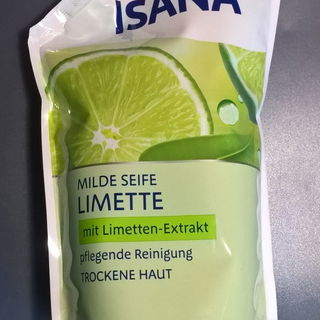 ISANA
MILDE SEIFE
LIMETTE
mit Limetten-Extrakt
pflegende Reinigung
TROCKENE HAUT